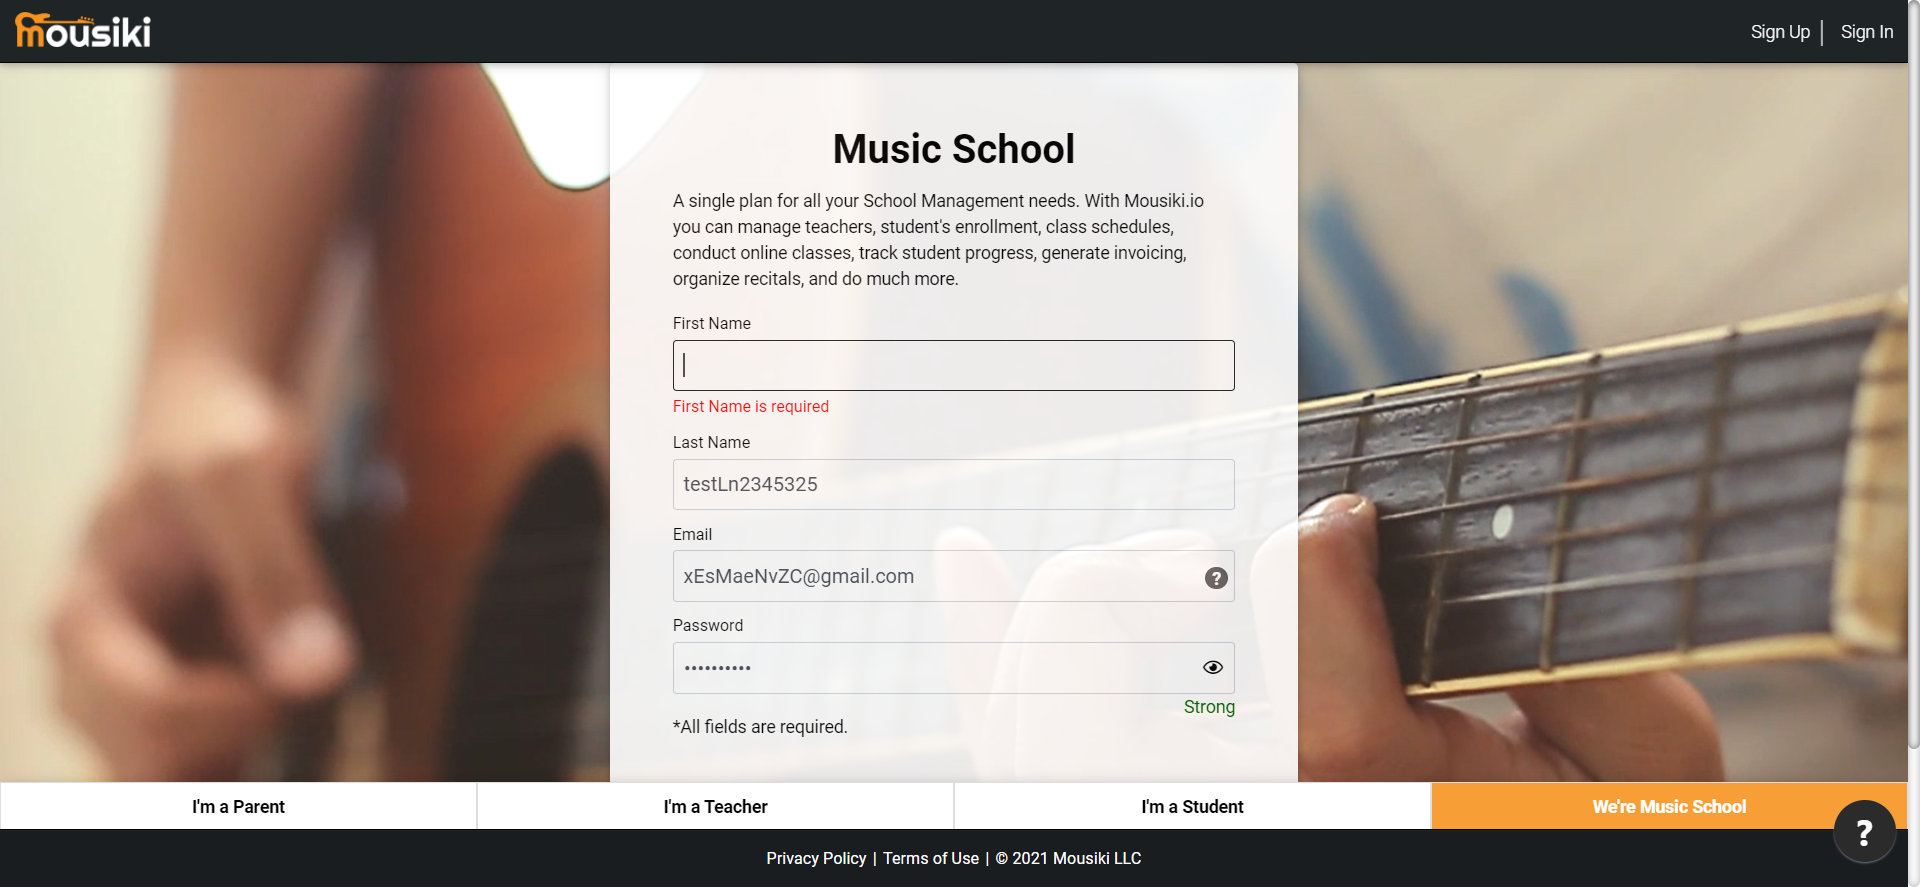 mousiki
Sign Up | Sign In
Music School
A single plan for all your School Management needs. With Mousiki.io
you can manage teachers, student's enrollment, class schedules,
conduct online classes, track student progress, generate invoicing,
organize recitals, and do much more.
First Name
First Name is required
Last Name
testLn2345325
Email
xEsMaeNvZC@gmail.com
?
Password
••••••••••
Strong
*All fields are required.
I'm a Parent
I'm a Teacher
I'm a Student
We're Music School
?
Privacy Policy | Terms of Use | © 2021 Mousiki LLC